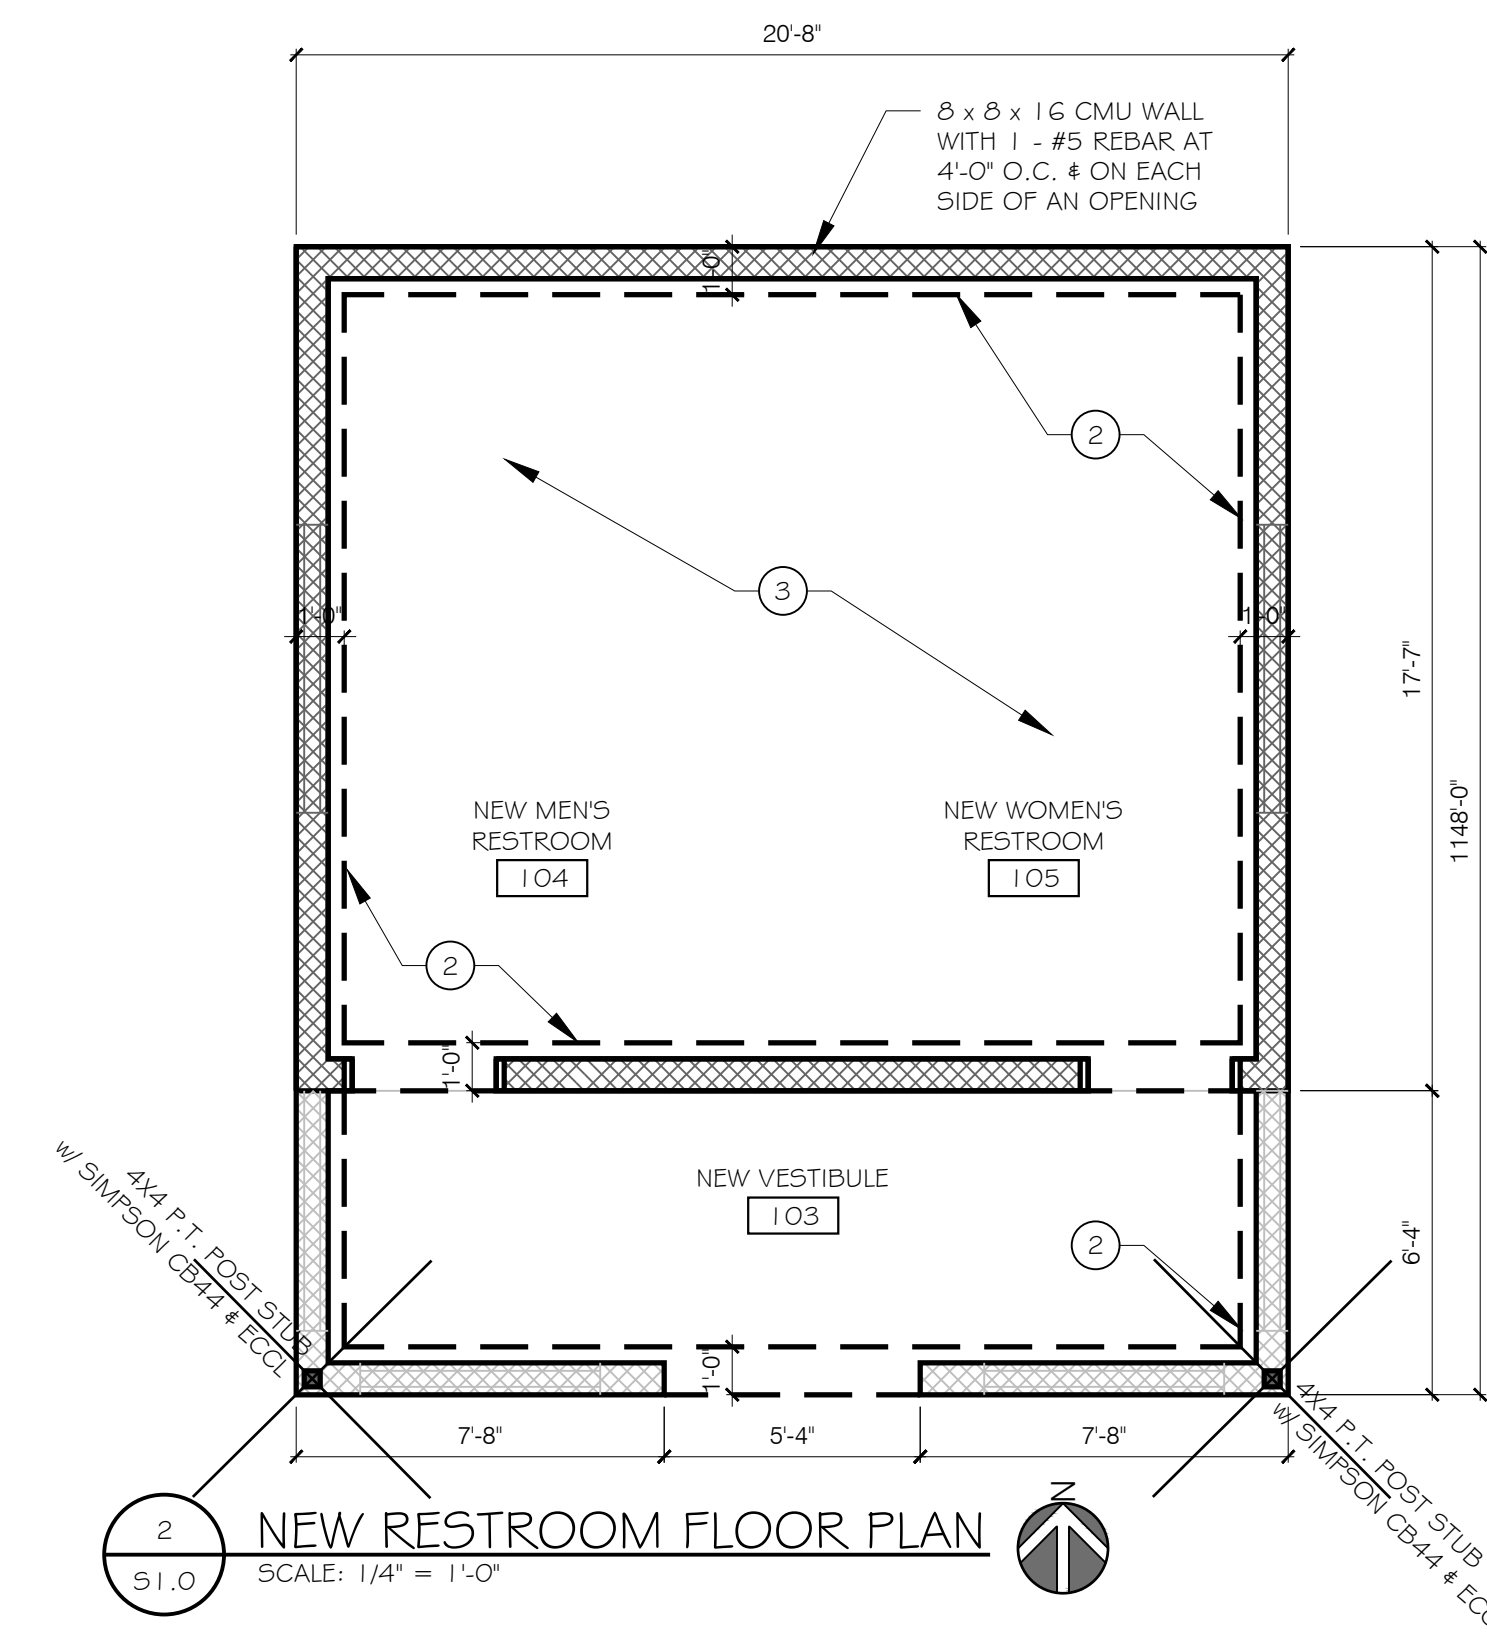 20'-8"
8 x 8 x 16 CMU WALL
WITH 1 - #5 REBAR AT
4'-0" O.C. & ON EACH
SIDE OF AN OPENING
1'-0"
2
3
1'-0"
1'-0"
17'-7"
1148'-0"
NEW MEN'S
RESTROOM
104
NEW WOMEN'S
RESTROOM
105
2
1'-0"
NEW VESTIBULE
103
2
6'-4"
4X4 P.T. POST STUB
w/ SIMPSON CB44 & ECCL
1'-0"
4X4 P.T. POST STUB
w/ SIMPSON CB44 &
7'-8"
5'-4"
7'-8"
N
2
S1.0
NEW RESTROOM FLOOR PLAN
SCALE: 1/4" = 1'-0"